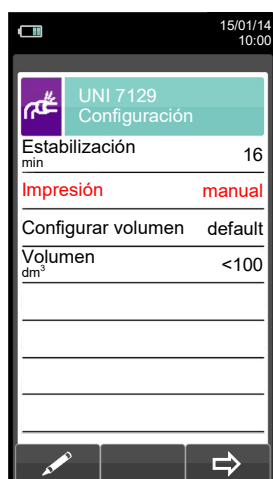 15/01/14
10:00
UNI 7129
Configuración
Estabilización
min
16
Impresión manual
Configurar volumen default
Volumen
dm³
<100